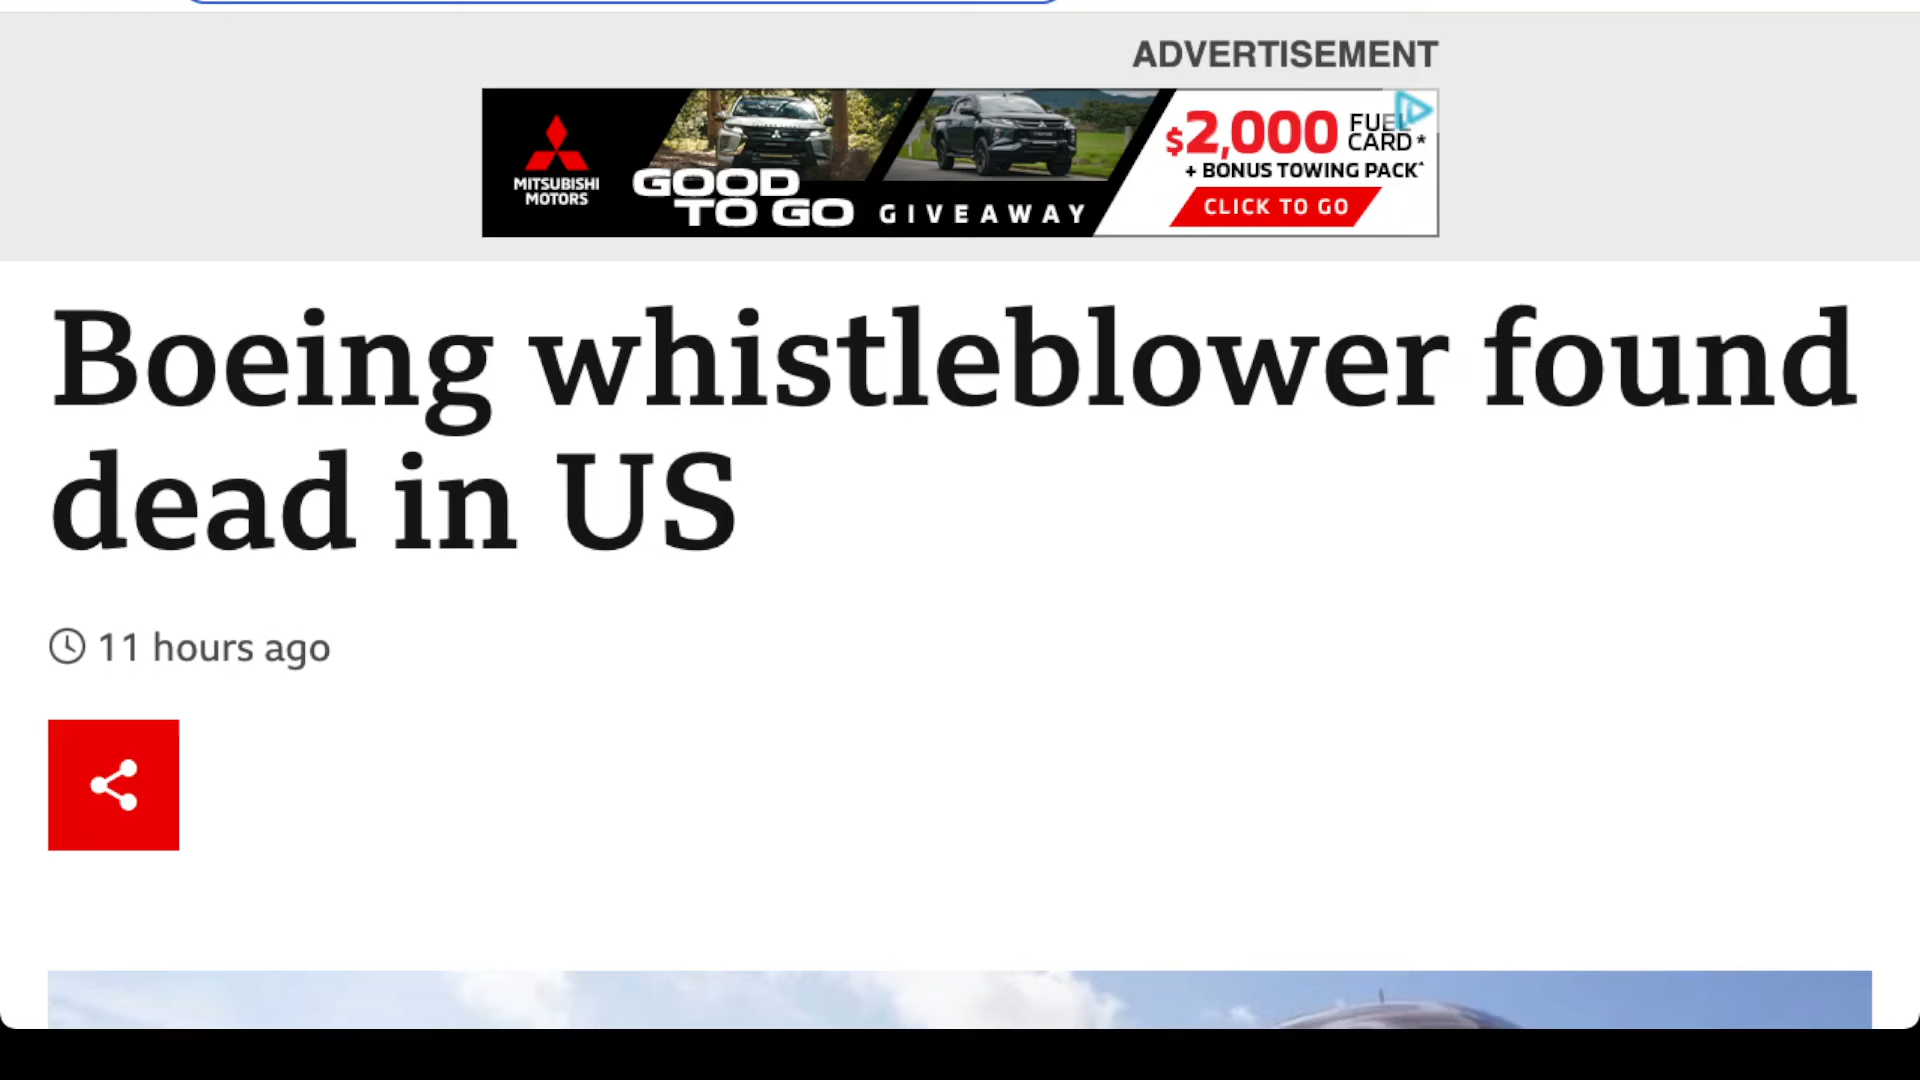 ADVERTISEMENT
MITSUBISHI
MOTORS
GOOD
TO GO GIVEAWAY
$2,000 FUEL
CARD*
+ BONUS TOWING PACK^
CLICK TO GO
Boeing whistleblower found
dead in US
11 hours ago